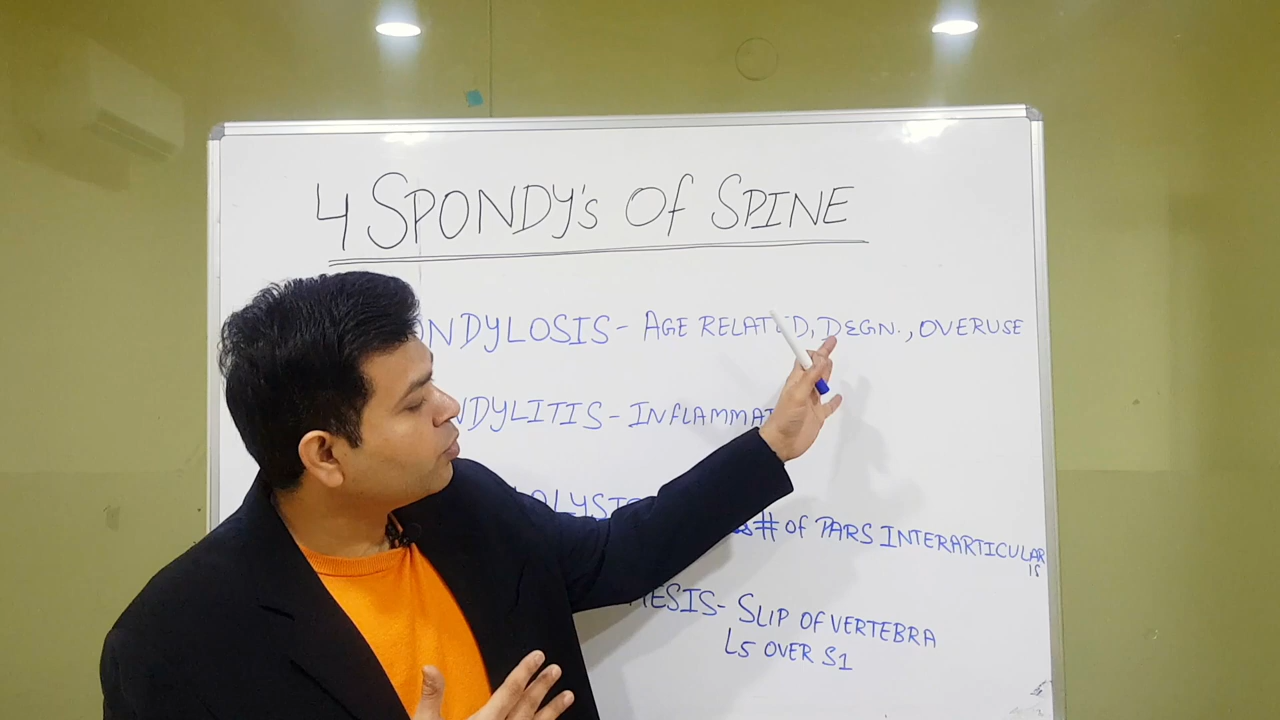 4 SPONDY's OF SPINE
ONDYLOSIS - AGE RELATED, DEGN., OVERUSE
NDYLITIS - INFLAMMAT
OLYSIS # OF PARS INTERARTICULAR
IS
ESIS - SLIP OF VERTEBRA
L5 OVER S1